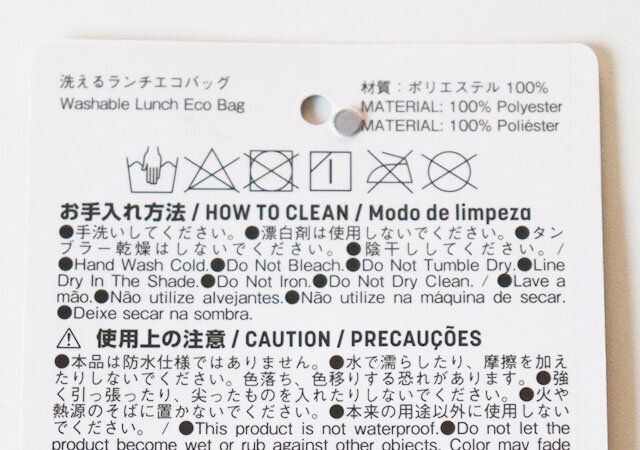 洗えるランチエコバッグ
Washable Lunch Eco Bag
材質：ポリエステル 100%
MATERIAL: 100% Polyester
MATERIAL: 100% Poliéster
お手入れ方法 / HOW TO CLEAN / Modo de limpeza
●手洗いしてください。●漂白剤は使用しないでください。●タン
ブラー乾燥はしないでください。●陰干ししてください。/
●Hand Wash Cold.●Do Not Bleach.●Do Not Tumble Dry.●Line
Dry In The Shade.●Do Not Iron.●Do Not Dry Clean. / ●Lave a
mão.●Não utilize alvejantes.●Não utilize na máquina de secar.
●Deixe secar na sombra.
⚠ 使用上の注意 / CAUTION / PRECAUÇÕES
●本品は防水仕様ではありません。●水で濡らしたり、摩擦を加え
たりしないでください。色落ち、色移りする恐れがあります。●強
く引っ張ったり、尖ったものを入れたりしないでください。●火や
熱源のそばに置かないでください。●本来の用途以外に使用しない
でください。 / ●This product is not waterproof.●Do not let the
product become wet or rub against other objects. Color may fade